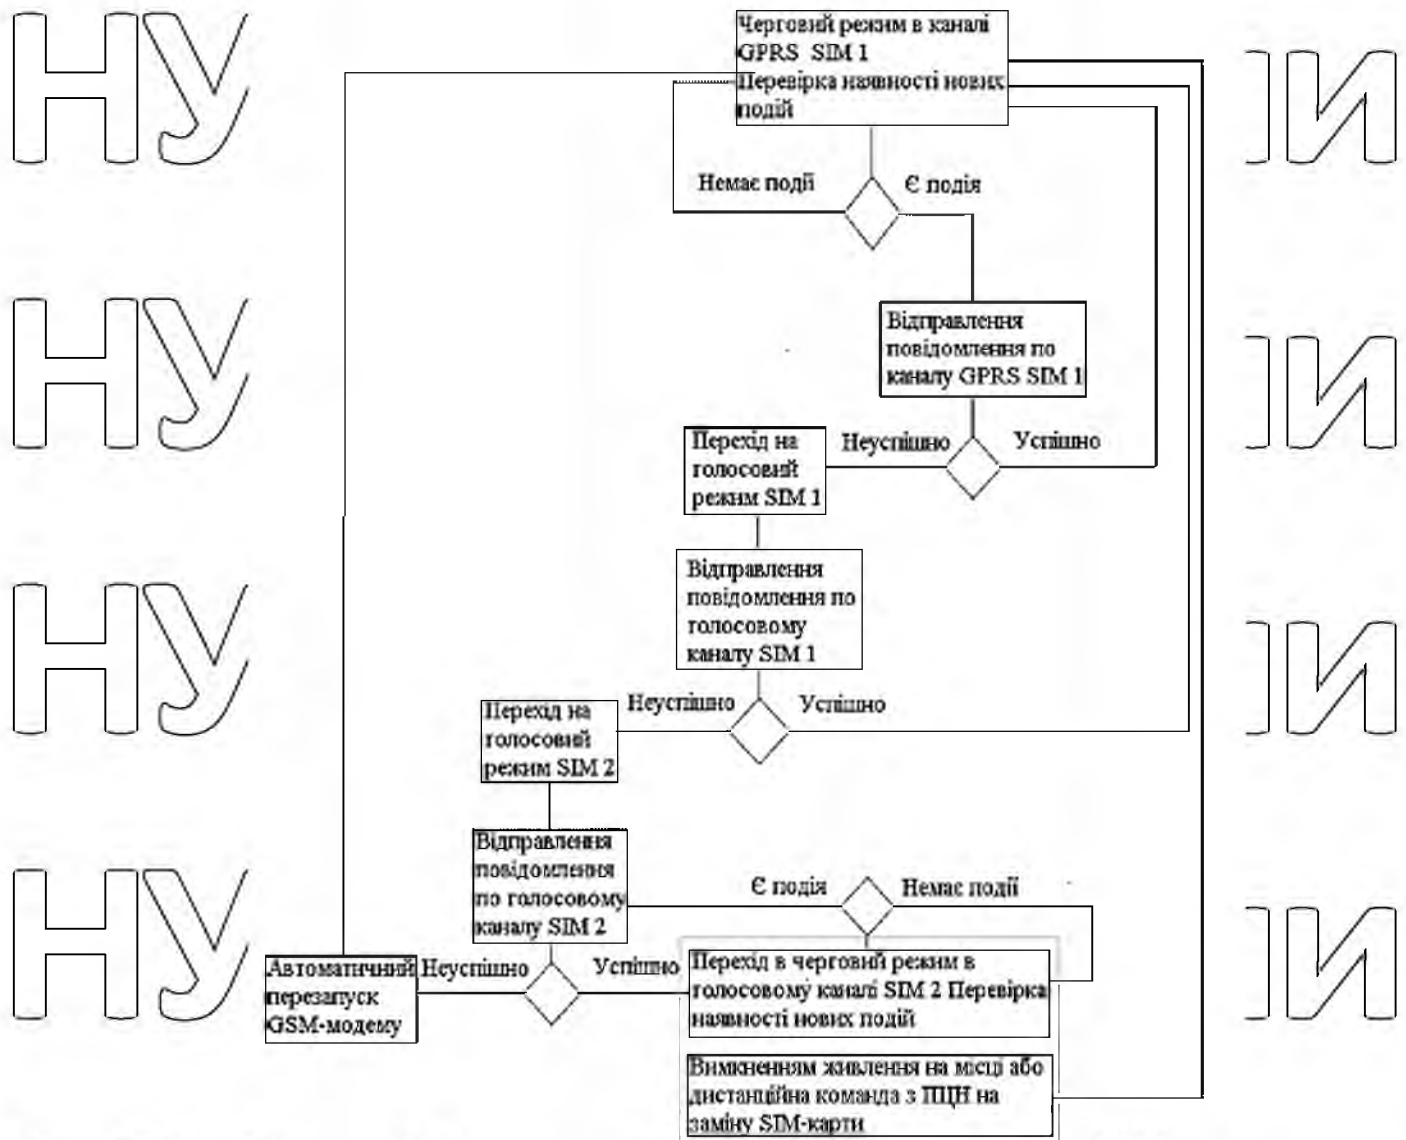 НУ
Черговий режим в каналі
GPRS SIM 1
Перевірка наявності нових
подій
И
Немає події
Є подія
НУ
Відправлення
повідомлення по
каналу GPRS SIM 1
И
Неуспішно
Успішно
Перехід на
голосовий
режим SIM 1
Відправлення
повідомлення по
голосовому
каналу SIM 1
НУ
И
Неуспішно
Успішно
Перехід на
голосовий
режим SIM 2
Відправлення
повідомлення
по голосовому
каналу SIM 2
Є подія
Немає події
НУ
И
Автоматичний
перезапуск
GSM-модему
Неуспішно
Успішно
Перехід в черговий режим в
голосовому каналі SIM 2 Перевірка
наявності нових подій
Вимкненням живлення на місці або
дистанційна команда з ПЦН на
заміну SIM-карти